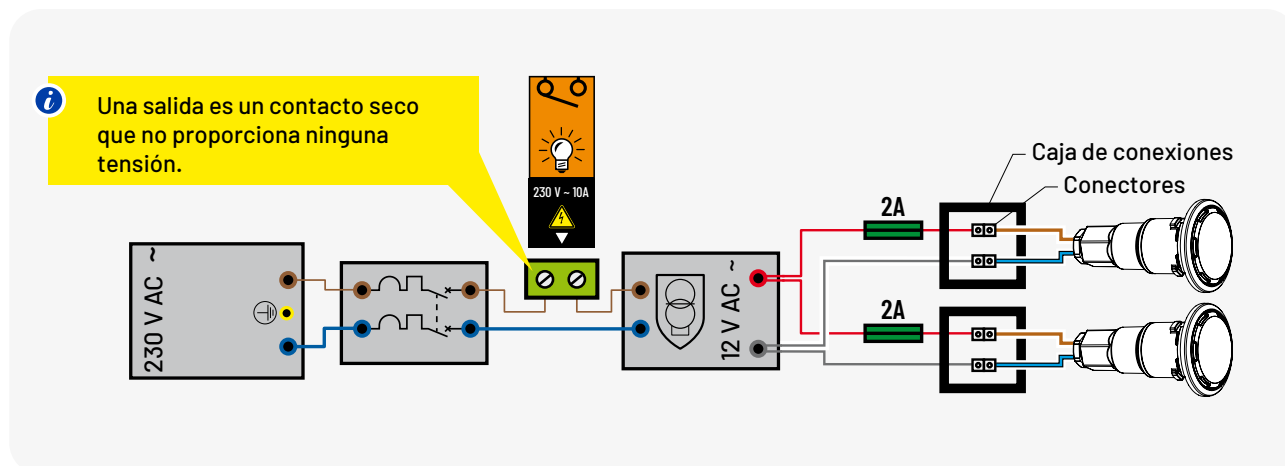 i
Una salida es un contacto seco
que no proporciona ninguna
tensión.
230 V ~ 10A
Caja de conexiones
Conectores
2A
230 V AC ~
12 V AC ~
2A